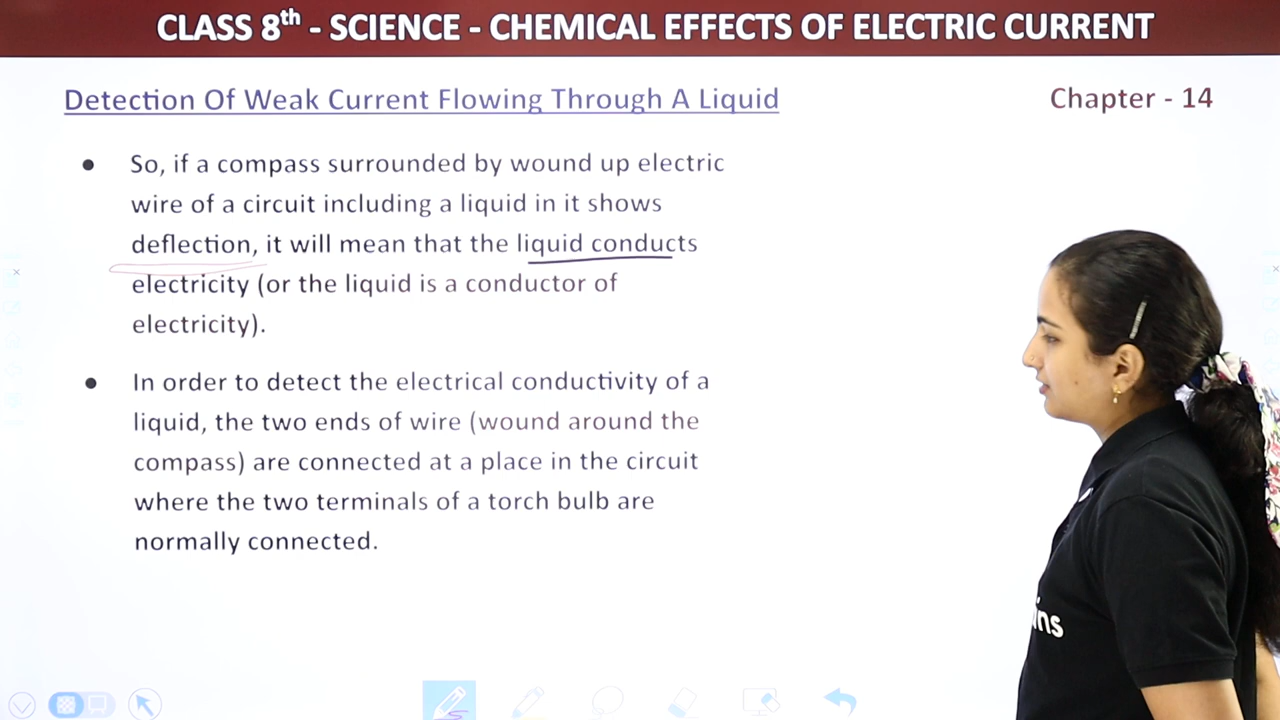 CLASS 8th - SCIENCE - CHEMICAL EFFECTS OF ELECTRIC CURRENT
Detection Of Weak Current Flowing Through A Liquid
Chapter - 14
So, if a compass surrounded by wound up electric
wire of a circuit including a liquid in it shows
deflection, it will mean that the liquid conducts
electricity (or the liquid is a conductor of
electricity).
In order to detect the electrical conductivity of a
liquid, the two ends of wire (wound around the
compass) are connected at a place in the circuit
where the two terminals of a torch bulb are
normally connected.